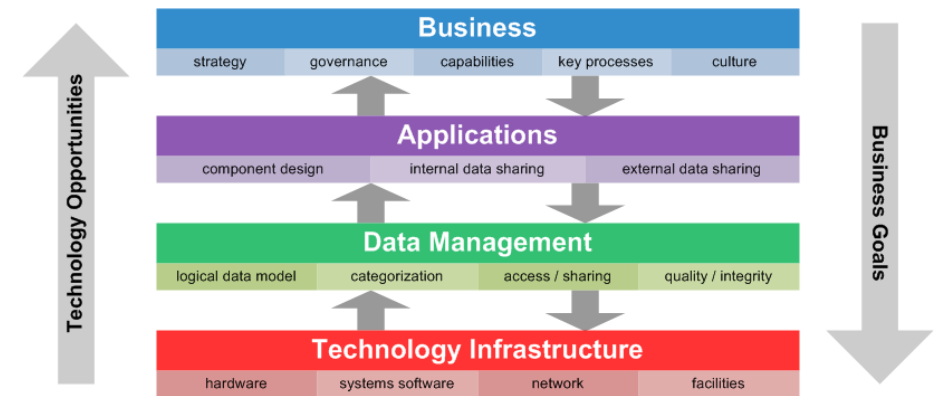 Technology Opportunities
Business
strategy governance capabilities key processes culture
Applications
component design internal data sharing external data sharing
Data Management
logical data model categorization access / sharing quality / integrity
Technology Infrastructure
hardware systems software network facilities
Business Goals